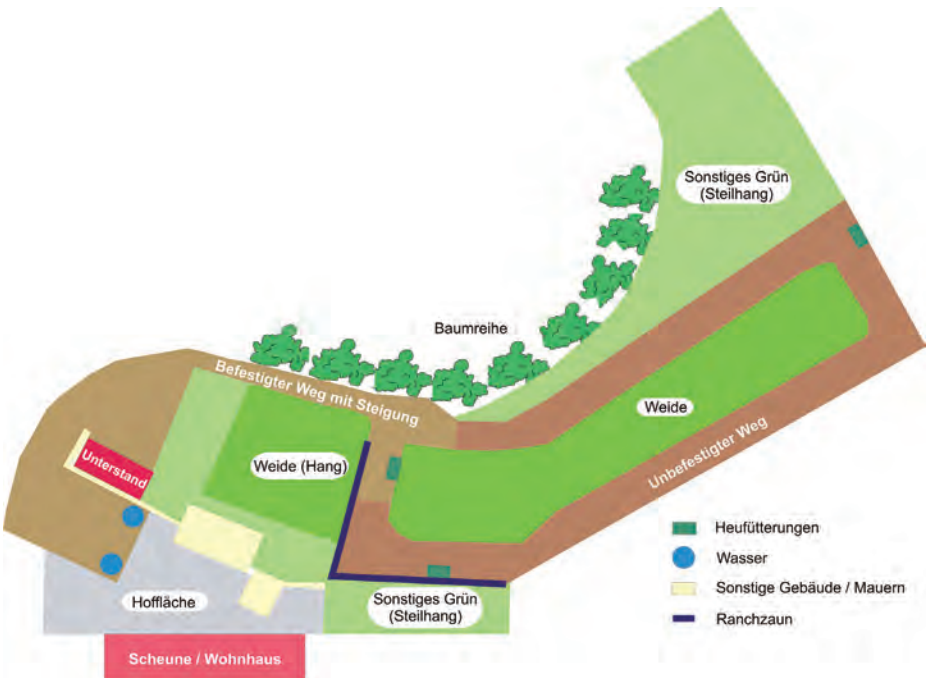 Sonstiges Grün
(Steilhang)
Baumreihe
Befestigter Weg mit Steigung
Weide
Unterstand
Weide (Hang)
Unbefestigter Weg
Heufütterungen
Wasser
Sonstige Gebäude / Mauern
Ranchzaun
Hoffläche
Sonstiges Grün
(Steilhang)
Scheune / Wohnhaus